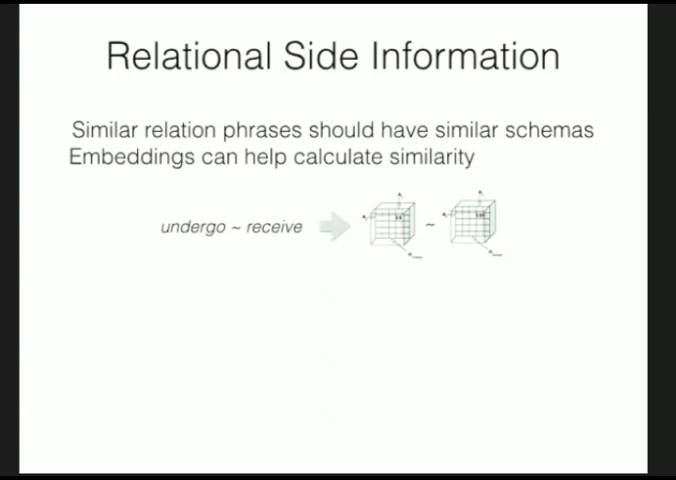 Relational Side Information
Similar relation phrases should have similar schemas
Embeddings can help calculate similarity
undergo ~ receive
~